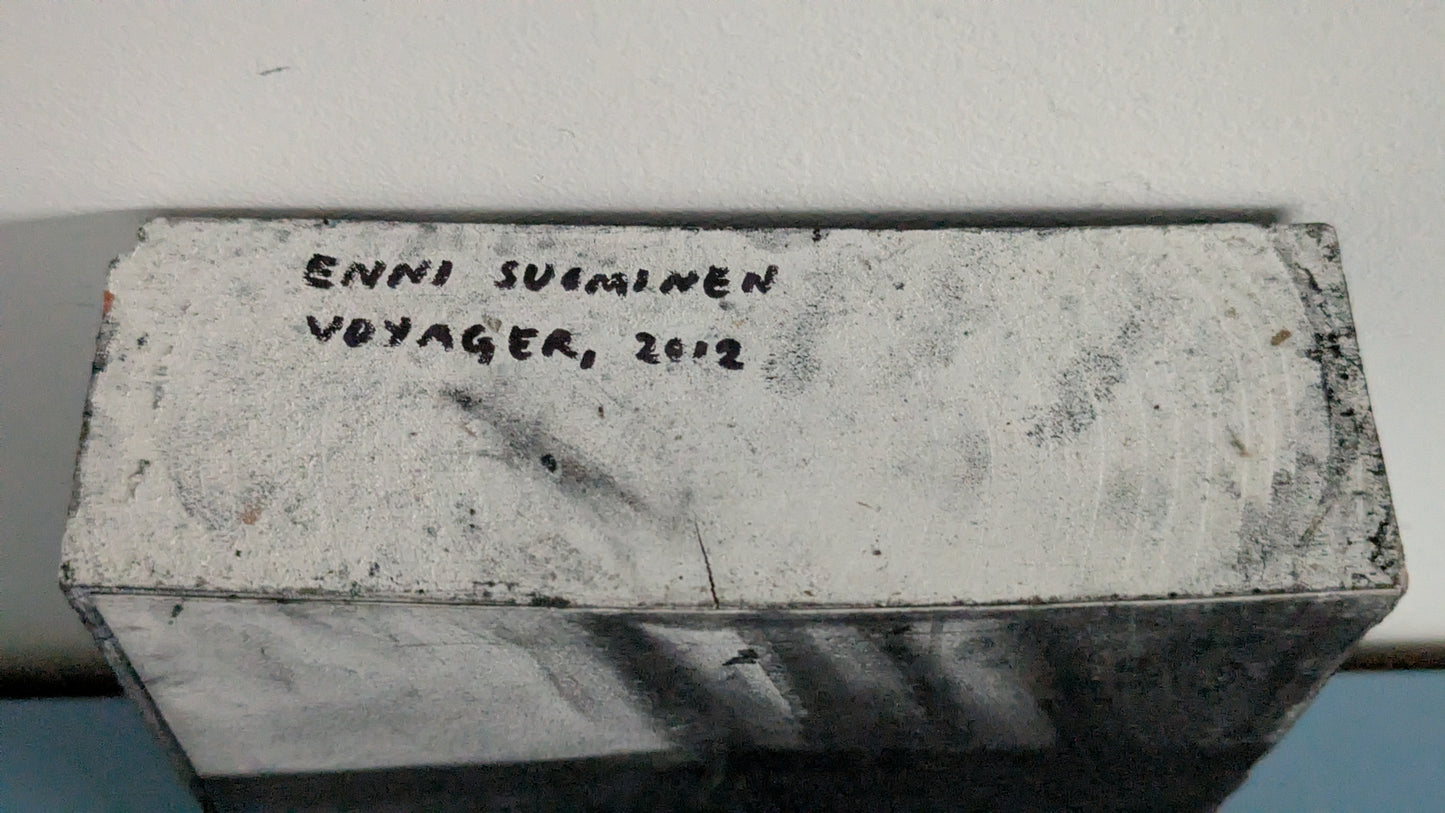 ENNI SUOMINEN
VOYAGER, 2012